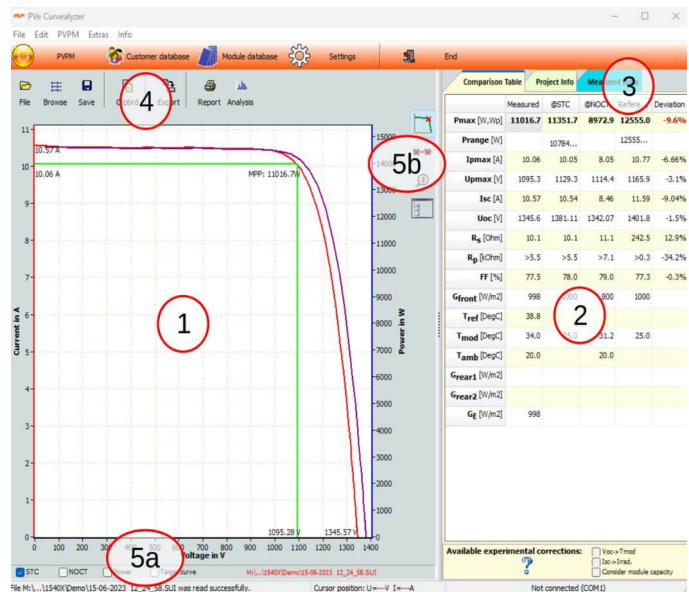 PVe Curvealyzer
File Edit PVPM Extras Info
PVPM Customer database Module database Settings End
File Browse Save Export Report Analysis
4
5b
1
5a
11
10
9
8
7
6
5
4
3
2
1
0
10.57 A
10.06 A
MPP: 11016.7W
15000
14000
13000
12000
11000
10000
9000
8000
7000
6000
5000
4000
3000
2000
1000
0
Current in A
Power in W
1095.28 V 1345.57 V
0 100 200 300 400 500 600 700 800 900 1000 1100 1200 1300 1400
Voltage in V
STC NOCT Power Target curve M:\...\1540X\Demo\15-06-2023 12_24_58.SUI
Comparison Table Project Info
3
Measured @STC @NOCT Refere... Deviation
Pmax [W,Wp] 11016.7 11351.7 8972.9 12555.0 -9.6%
Prange [W] 10784... 12555...
Ipmax [A] 10.06 10.05 8.05 10.77 -6.66%
Upmax [V] 1095.3 1129.3 1114.4 1165.9 -3.1%
Isc [A] 10.57 10.54 8.46 11.59 -9.04%
Uoc [V] 1345.6 1381.11 1342.07 1401.8 -1.5%
Rs [Ohm] 10.1 10.1 11.1 242.5 12.9%
Rp [kOhm] >5.5 >5.5 >7.1 >0.3 -34.2%
FF [%] 77.5 78.0 79.0 77.3 -0.3%
Gfront [W/m2] 998 1000 800 1000
Tref [DegC] 38.8
2
Tmod [DegC] 34.0 25.0 31.2 25.0
Tamb [DegC] 20.0 20.0
Grear1 [W/m2]
Grear2 [W/m2]
GE [W/m2] 998
Available experimental corrections:
?
Voc->Tmod
Isc->Irrad.
Consider module capacity
File M:\...\1540X\Demo\15-06-2023 12_24_58.SUI was read successfully. Cursor position: U=---V I=---A Not connected (COM1)